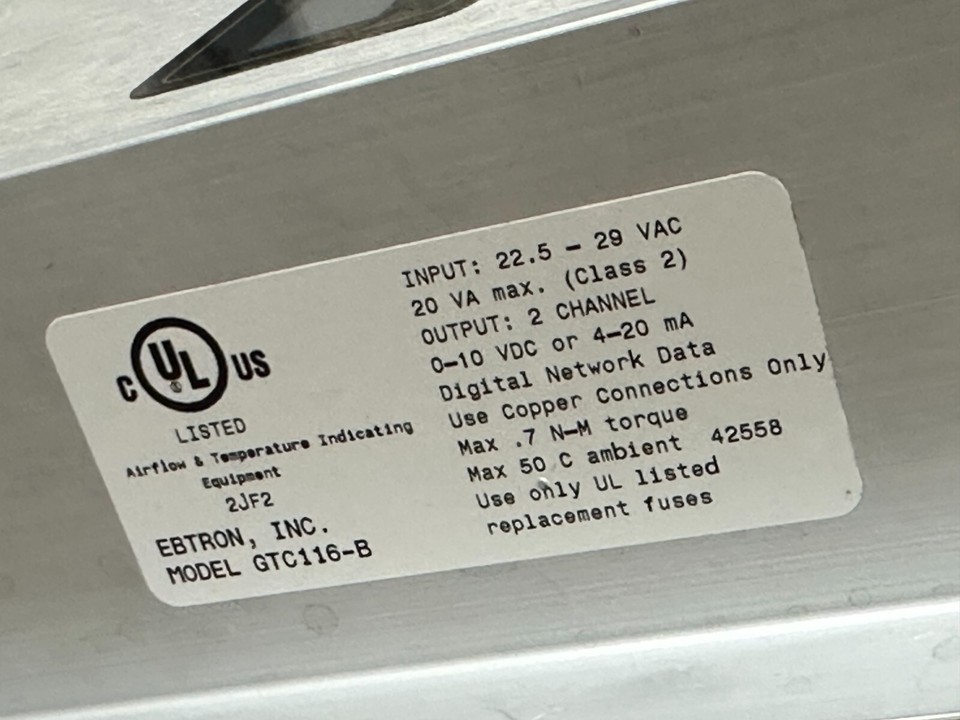 C UL US
®
LISTED
Airflow & Temperature Indicating
Equipment
2JF2
EBTRON, INC.
MODEL GTC116-B
INPUT: 22.5 - 29 VAC
20 VA max. (Class 2)
OUTPUT: 2 CHANNEL
0-10 VDC or 4-20 mA
Digital Network Data
Use Copper Connections Only
Max .7 N-M torque
Max 50 C ambient 42558
Use only UL listed
replacement fuses